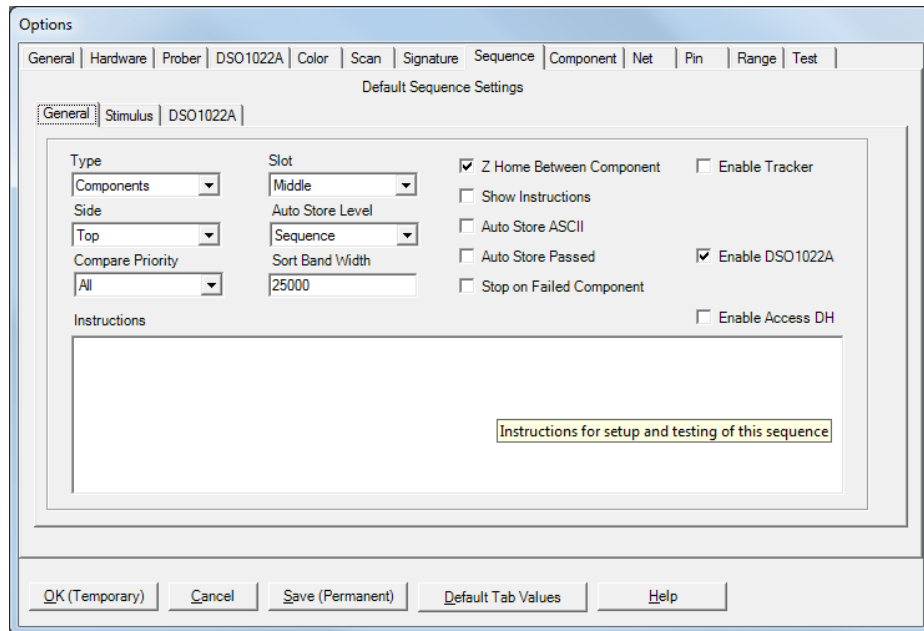 Options
General Hardware Prober DSO1022A Color Scan Signature Sequence Component Net Pin Range Test
Default Sequence Settings
General Stimulus DSO1022A
Type Slot
Z Home Between Component Enable Tracker
Components Middle
Show Instructions
Side Auto Store Level
Auto Store ASCII
Top Sequence
Compare Priority Sort Band Width
Auto Store Passed Enable DSO1022A
All 25000
Stop on Failed Component
Instructions
Enable Access DH
Instructions for setup and testing of this sequence
OK (Temporary) Cancel Save (Permanent) Default Tab Values Help